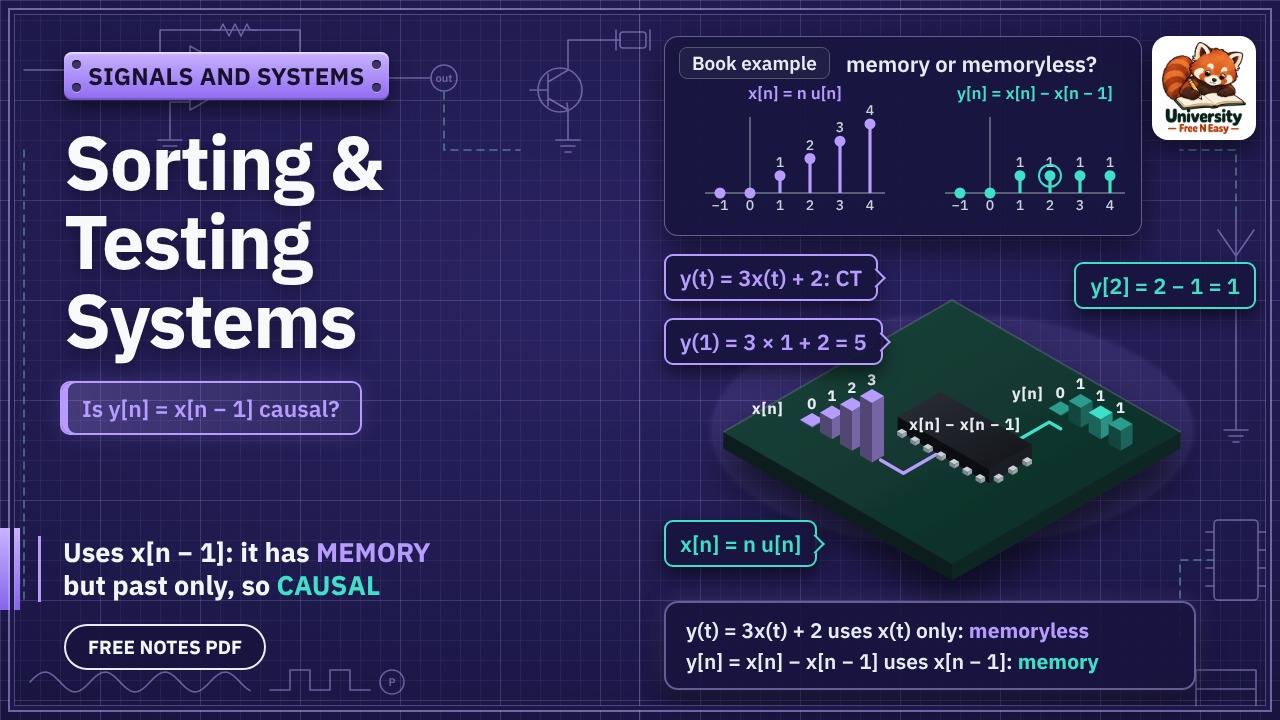 SIGNALS AND SYSTEMS
out
Sorting &
Testing
Systems
Is y[n] = x[n − 1] causal?
Uses x[n − 1]: it has MEMORY
but past only, so CAUSAL
FREE NOTES PDF
P
Book example
memory or memoryless?
x[n] = n u[n]
y[n] = x[n] − x[n − 1]
1 2 3 4
−1 0 1 2 3 4
1 1 1 1
−1 0 1 2 3 4
University
Free N Easy
y(t) = 3x(t) + 2: CT
y[2] = 2 − 1 = 1
y(1) = 3 × 1 + 2 = 5
x[n] 0 1 2 3
x[n] − x[n − 1]
y[n] 0 1 1 1
x[n] = n u[n]
y(t) = 3x(t) + 2 uses x(t) only: memoryless
y[n] = x[n] − x[n − 1] uses x[n − 1]: memory